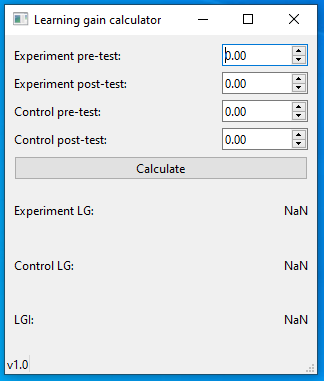 Learning gain calculator
Experiment pre-test: 0.00
Experiment post-test: 0.00
Control pre-test: 0.00
Control post-test: 0.00
Calculate
Experiment LG: NaN
Control LG: NaN
LGI: NaN
v1.0